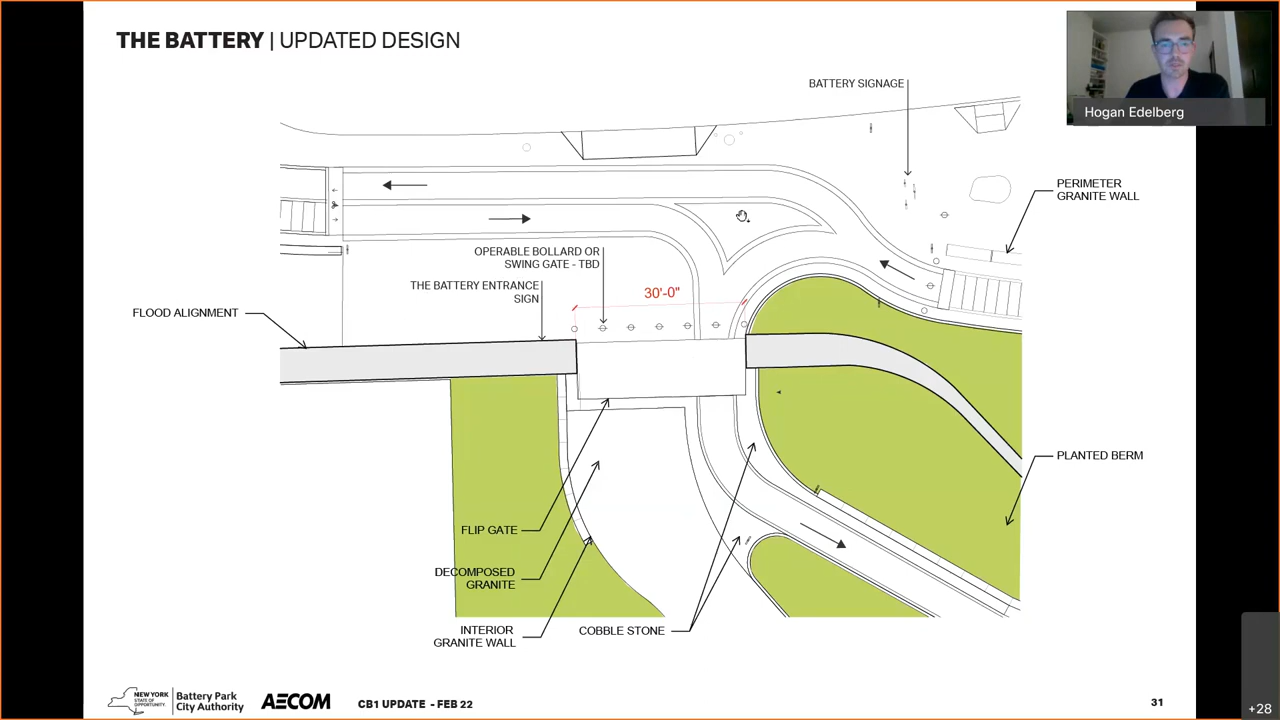 THE BATTERY | UPDATED DESIGN
Hogan Edelberg
BATTERY SIGNAGE
PERIMETER
GRANITE WALL
OPERABLE BOLLARD OR
SWING GATE - TBD
THE BATTERY ENTRANCE
SIGN
30'-0"
FLOOD ALIGNMENT
PLANTED BERM
FLIP GATE
DECOMPOSED
GRANITE
INTERIOR
GRANITE WALL
COBBLE STONE
NEW YORK
STATE OF
OPPORTUNITY.
Battery Park
City Authority
AECOM
CB1 UPDATE - FEB 22
31
+28